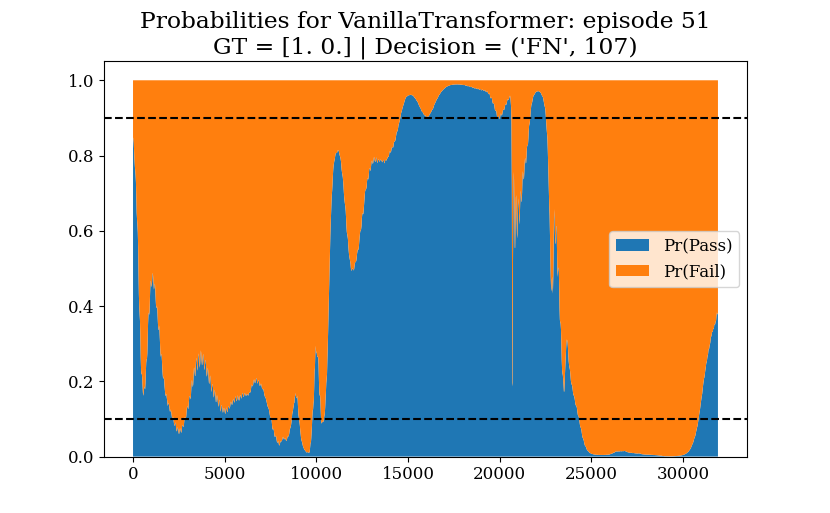 Probabilities for VanillaTransformer: episode 51
GT = [1. 0.] | Decision = ('FN', 107)
1.0
0.8
0.6
0.4
0.2
0.0
Pr(Pass)
Pr(Fail)
0 5000 10000 15000 20000 25000 30000